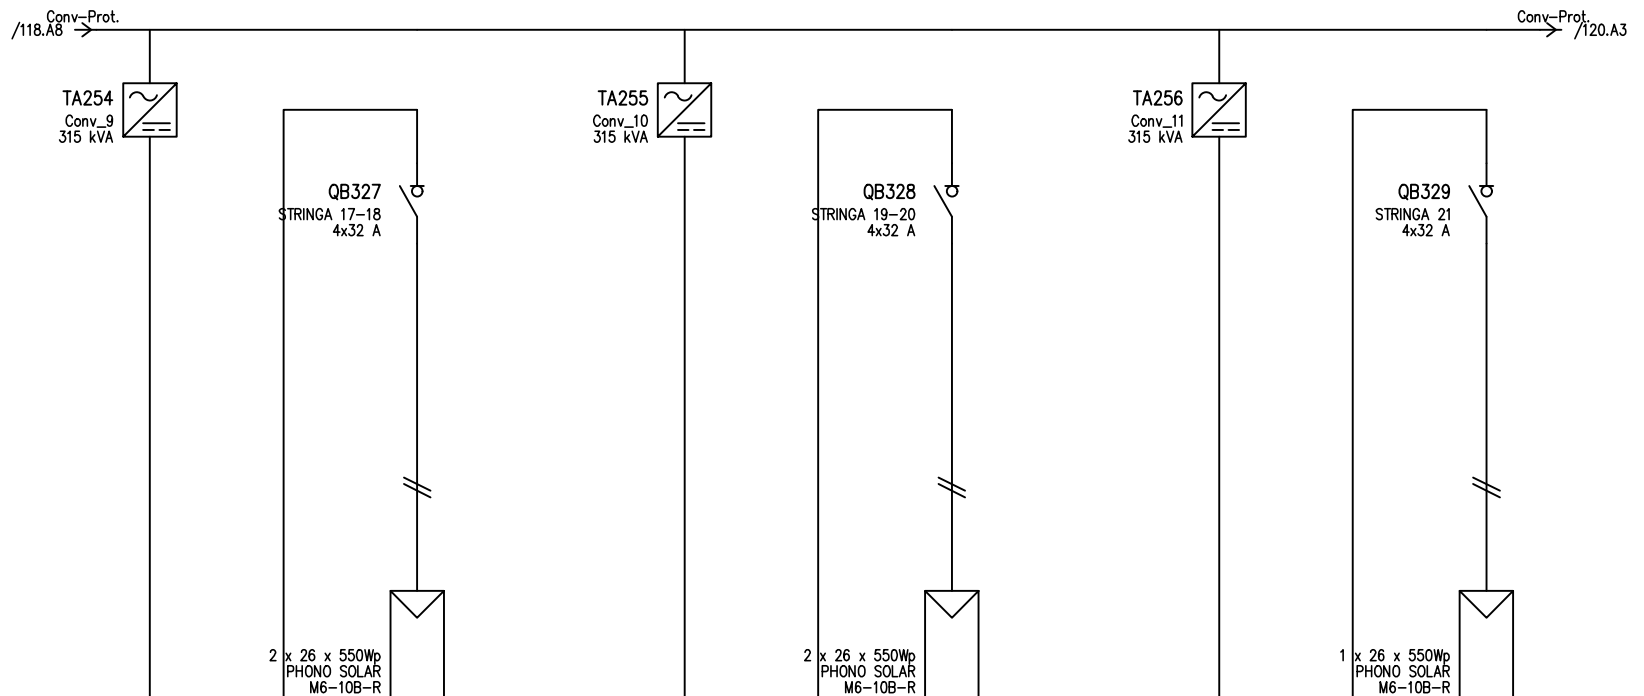 Conv-Prot.
/118.A8
Conv-Prot.
/120.A3
TA254
Conv_9
315 kVA
TA255
Conv_10
315 kVA
TA256
Conv_11
315 kVA
QB327
STRINGA 17-18
4x32 A
QB328
STRINGA 19-20
4x32 A
QB329
STRINGA 21
4x32 A
2 x 26 x 550Wp
PHONO SOLAR
M6-10B-R
2 x 26 x 550Wp
PHONO SOLAR
M6-10B-R
1 x 26 x 550Wp
PHONO SOLAR
M6-10B-R